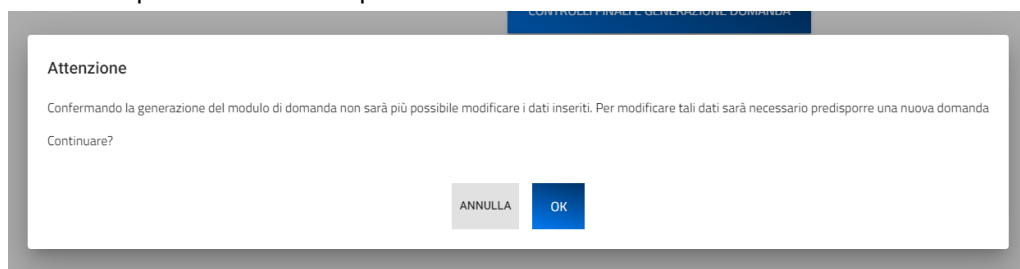 CONTROLLI FINALI E GENERAZIONE DOMANDA
Attenzione
Confermando la generazione del modulo di domanda non sarà più possibile modificare i dati inseriti. Per modificare tali dati sarà necessario predisporre una nuova domanda
Continuare?
ANNULLA OK